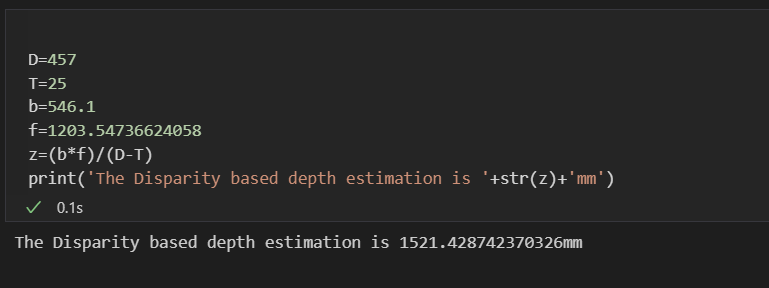 D=457
T=25
b=546.1
f=1203.54736624058
z=(b*f)/(D-T)
print('The Disparity based depth estimation is '+str(z)+'mm')
0.1s
The Disparity based depth estimation is 1521.428742370326mm